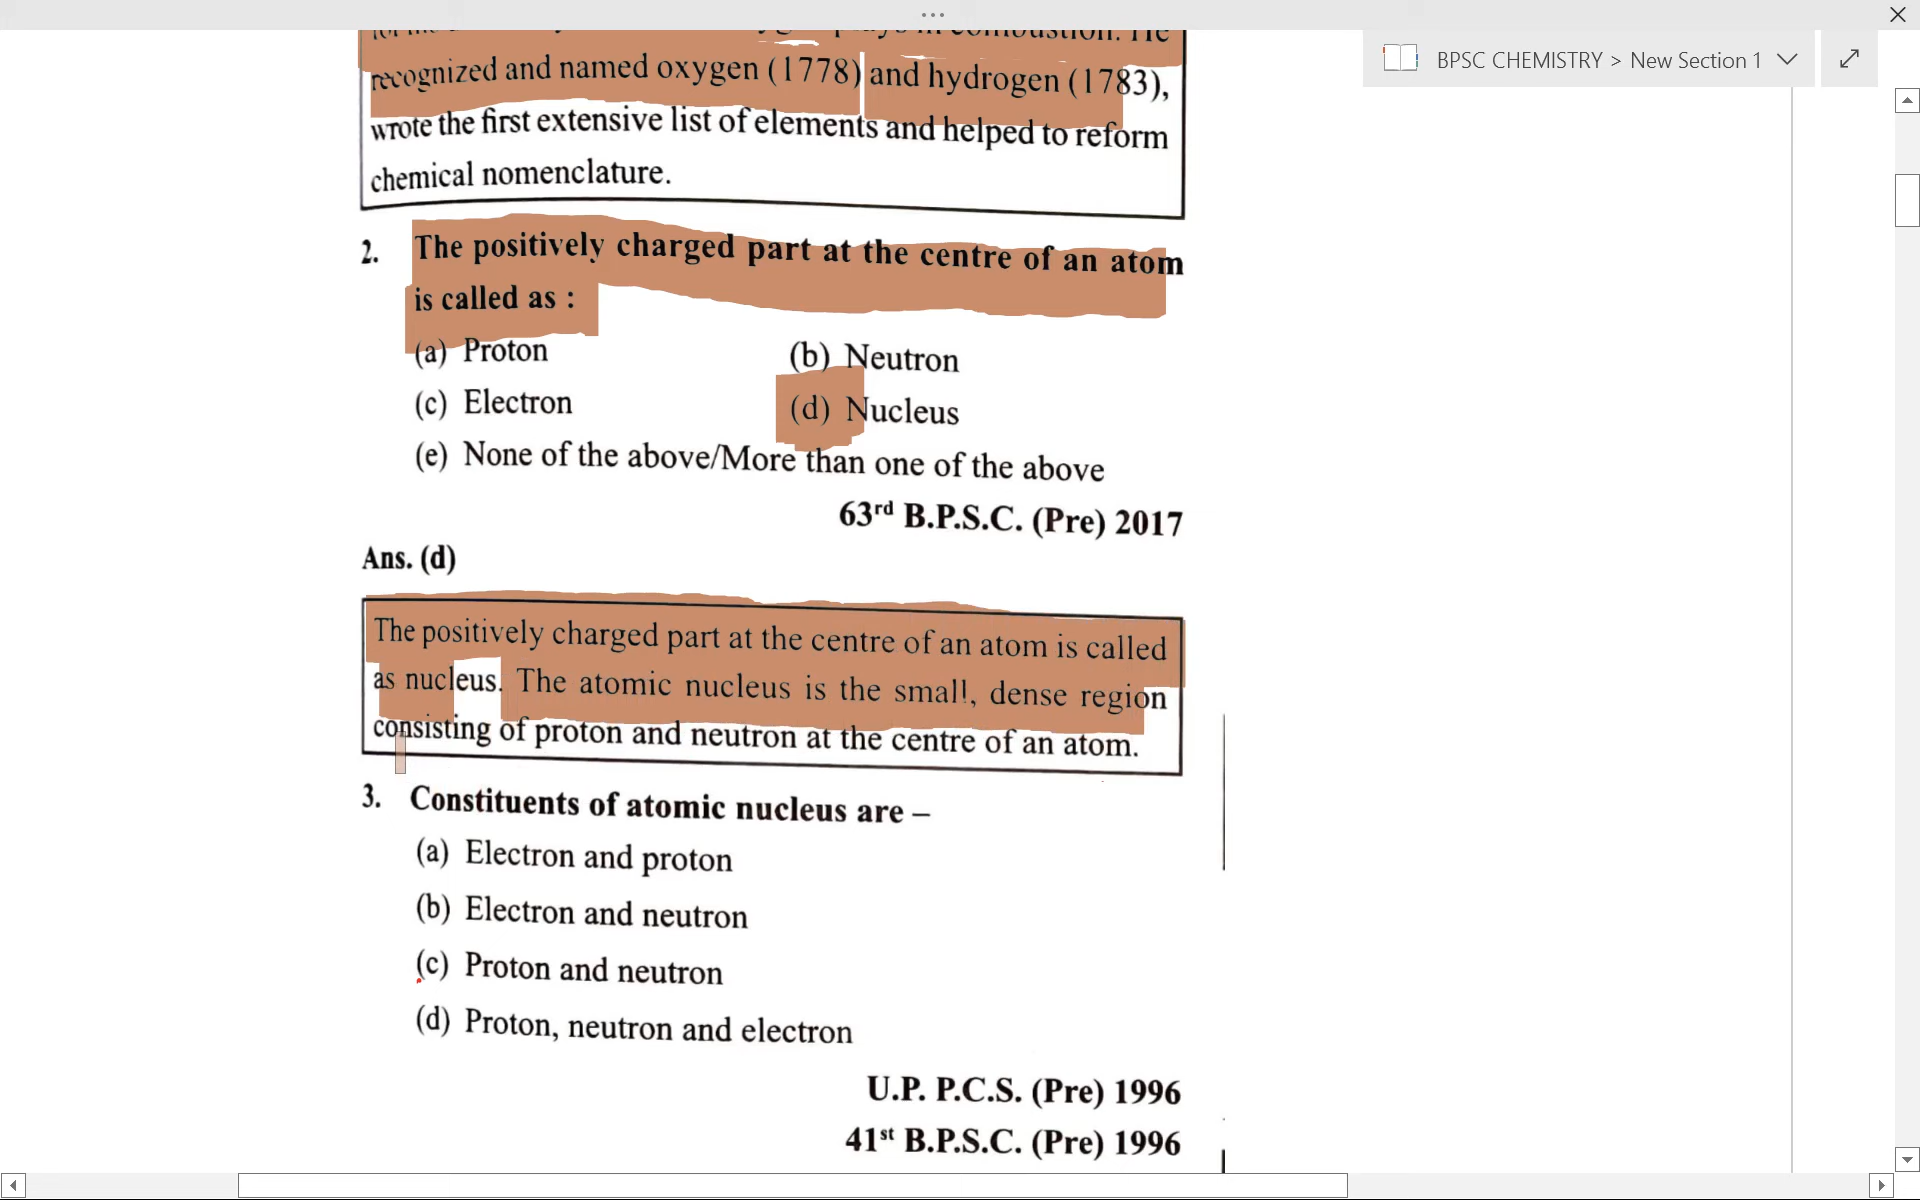 BPSC CHEMISTRY > New Section 1
combustion. He
recognized and named oxygen (1778) and hydrogen (1783),
wrote the first extensive list of elements and helped to reform
chemical nomenclature.
2. The positively charged part at the centre of an atom
is called as :
(a) Proton (b) Neutron
(c) Electron (d) Nucleus
(e) None of the above/More than one of the above
63rd B.P.S.C. (Pre) 2017
Ans. (d)
The positively charged part at the centre of an atom is called
as nucleus. The atomic nucleus is the small, dense region
consisting of proton and neutron at the centre of an atom.
3. Constituents of atomic nucleus are –
(a) Electron and proton
(b) Electron and neutron
(c) Proton and neutron
(d) Proton, neutron and electron
U.P. P.C.S. (Pre) 1996
41st B.P.S.C. (Pre) 1996